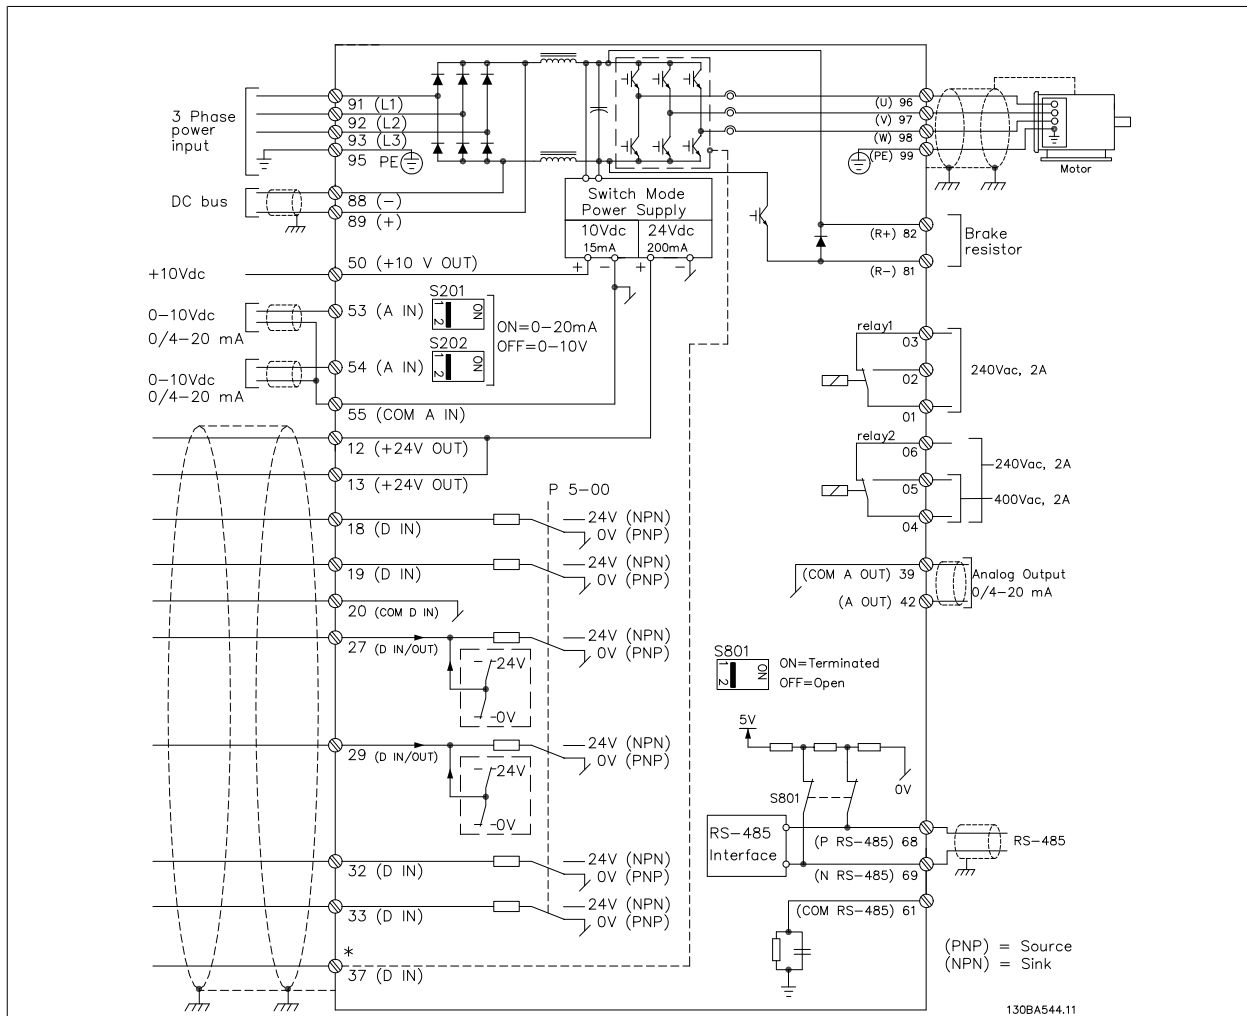 3 Phase
power
input
91 (L1)
92 (L2)
93 (L3)
95 PE
DC bus
88 (-)
89 (+)
+10Vdc
50 (+10 V OUT)
0-10Vdc
0/4-20 mA
53 (A IN)
S201
1 2
ON
ON=0-20mA
OFF=0-10V
S202
1 2
ON
0-10Vdc
0/4-20 mA
54 (A IN)
55 (COM A IN)
12 (+24V OUT)
13 (+24V OUT)
P 5-00
18 (D IN)
24V (NPN)
0V (PNP)
19 (D IN)
24V (NPN)
0V (PNP)
20 (COM D IN)
27 (D IN/OUT)
24V (NPN)
0V (PNP)
24V
0V
29 (D IN/OUT)
24V (NPN)
0V (PNP)
24V
0V
32 (D IN)
24V (NPN)
0V (PNP)
33 (D IN)
24V (NPN)
0V (PNP)
*
37 (D IN)
Switch Mode
Power Supply
10Vdc
15mA
24Vdc
200mA
+ - + -
(U) 96
(V) 97
(W) 98
(PE) 99
Motor
(R+) 82
(R-) 81
Brake
resistor
relay1
03
02
01
240Vac, 2A
relay2
06
05
04
240Vac, 2A
400Vac, 2A
(COM A OUT) 39
(A OUT) 42
Analog Output
0/4-20 mA
S801
1 2
ON
ON=Terminated
OFF=Open
5V
0V
S801
RS-485
Interface
(P RS-485) 68
(N RS-485) 69
RS-485
(COM RS-485) 61
(PNP) = Source
(NPN) = Sink
130BA544.11